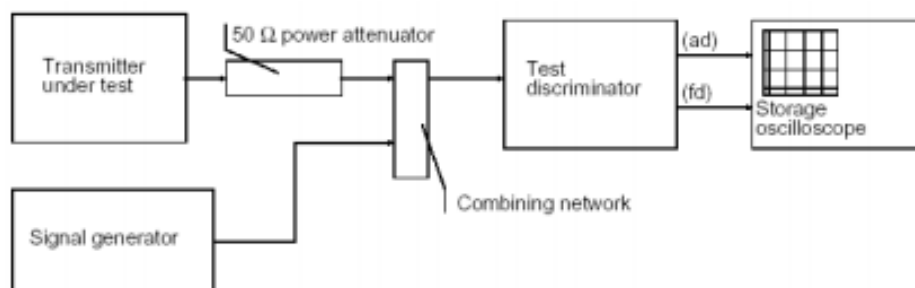 50 Ω power attenuator
Transmitter
under test
Test
discriminator
(ad)
(fd)
Storage
oscilloscope
Combining network
Signal generator